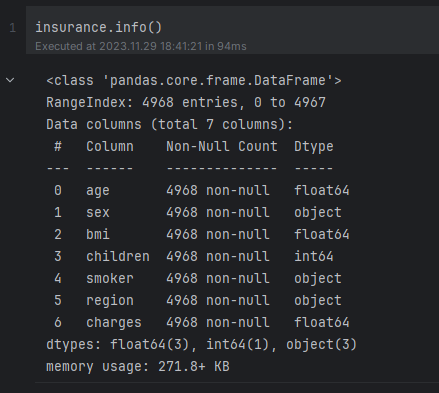 1 insurance.info()
Executed at 2023.11.29 18:41:21 in 94ms
<class 'pandas.core.frame.DataFrame'>
RangeIndex: 4968 entries, 0 to 4967
Data columns (total 7 columns):
 #   Column    Non-Null Count  Dtype
---  ------    --------------  -----
 0   age       4968 non-null   float64
 1   sex       4968 non-null   object
 2   bmi       4968 non-null   float64
 3   children  4968 non-null   int64
 4   smoker    4968 non-null   object
 5   region    4968 non-null   object
 6   charges   4968 non-null   float64
dtypes: float64(3), int64(1), object(3)
memory usage: 271.8+ KB